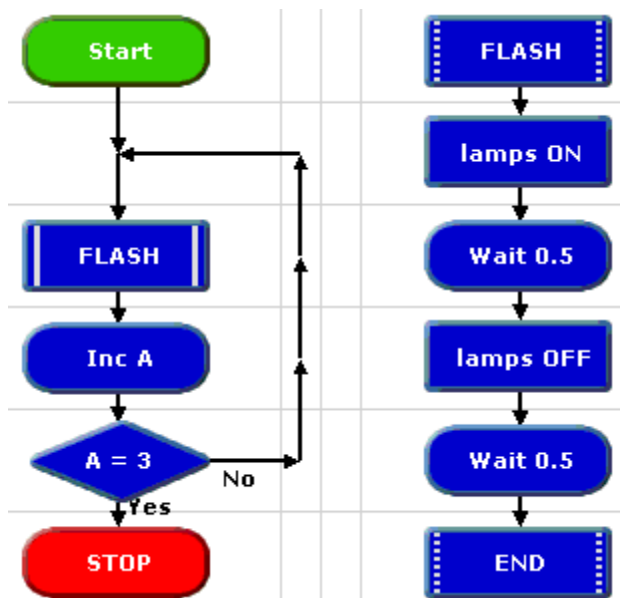 Start
FLASH
Inc A
A = 3
No
Yes
STOP
FLASH
lamps ON
Wait 0.5
lamps OFF
Wait 0.5
END